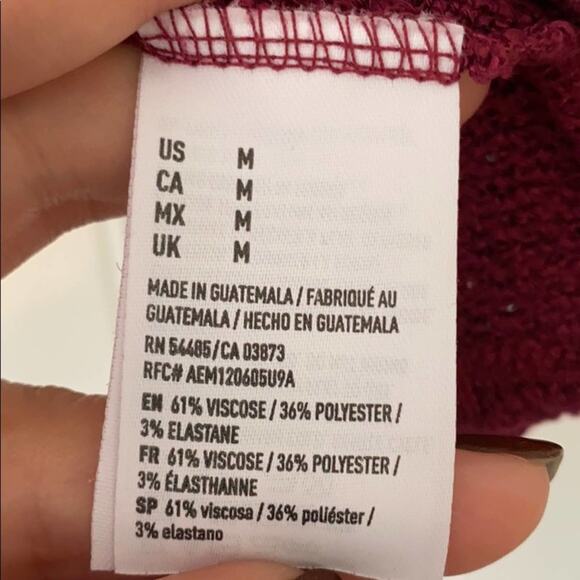 US M
CA M
MX M
UK M
MADE IN GUATEMALA / FABRIQUÉ AU
GUATEMALA / HECHO EN GUATEMALA
RN 54485/CA 03873
RFC# AEM120605U9A
EN 61% VISCOSE / 36% POLYESTER /
3% ELASTANE
FR 61% VISCOSE / 36% POLYESTER /
3% ÉLASTHANNE
SP 61% viscosa / 36% poliéster /
3% elastano